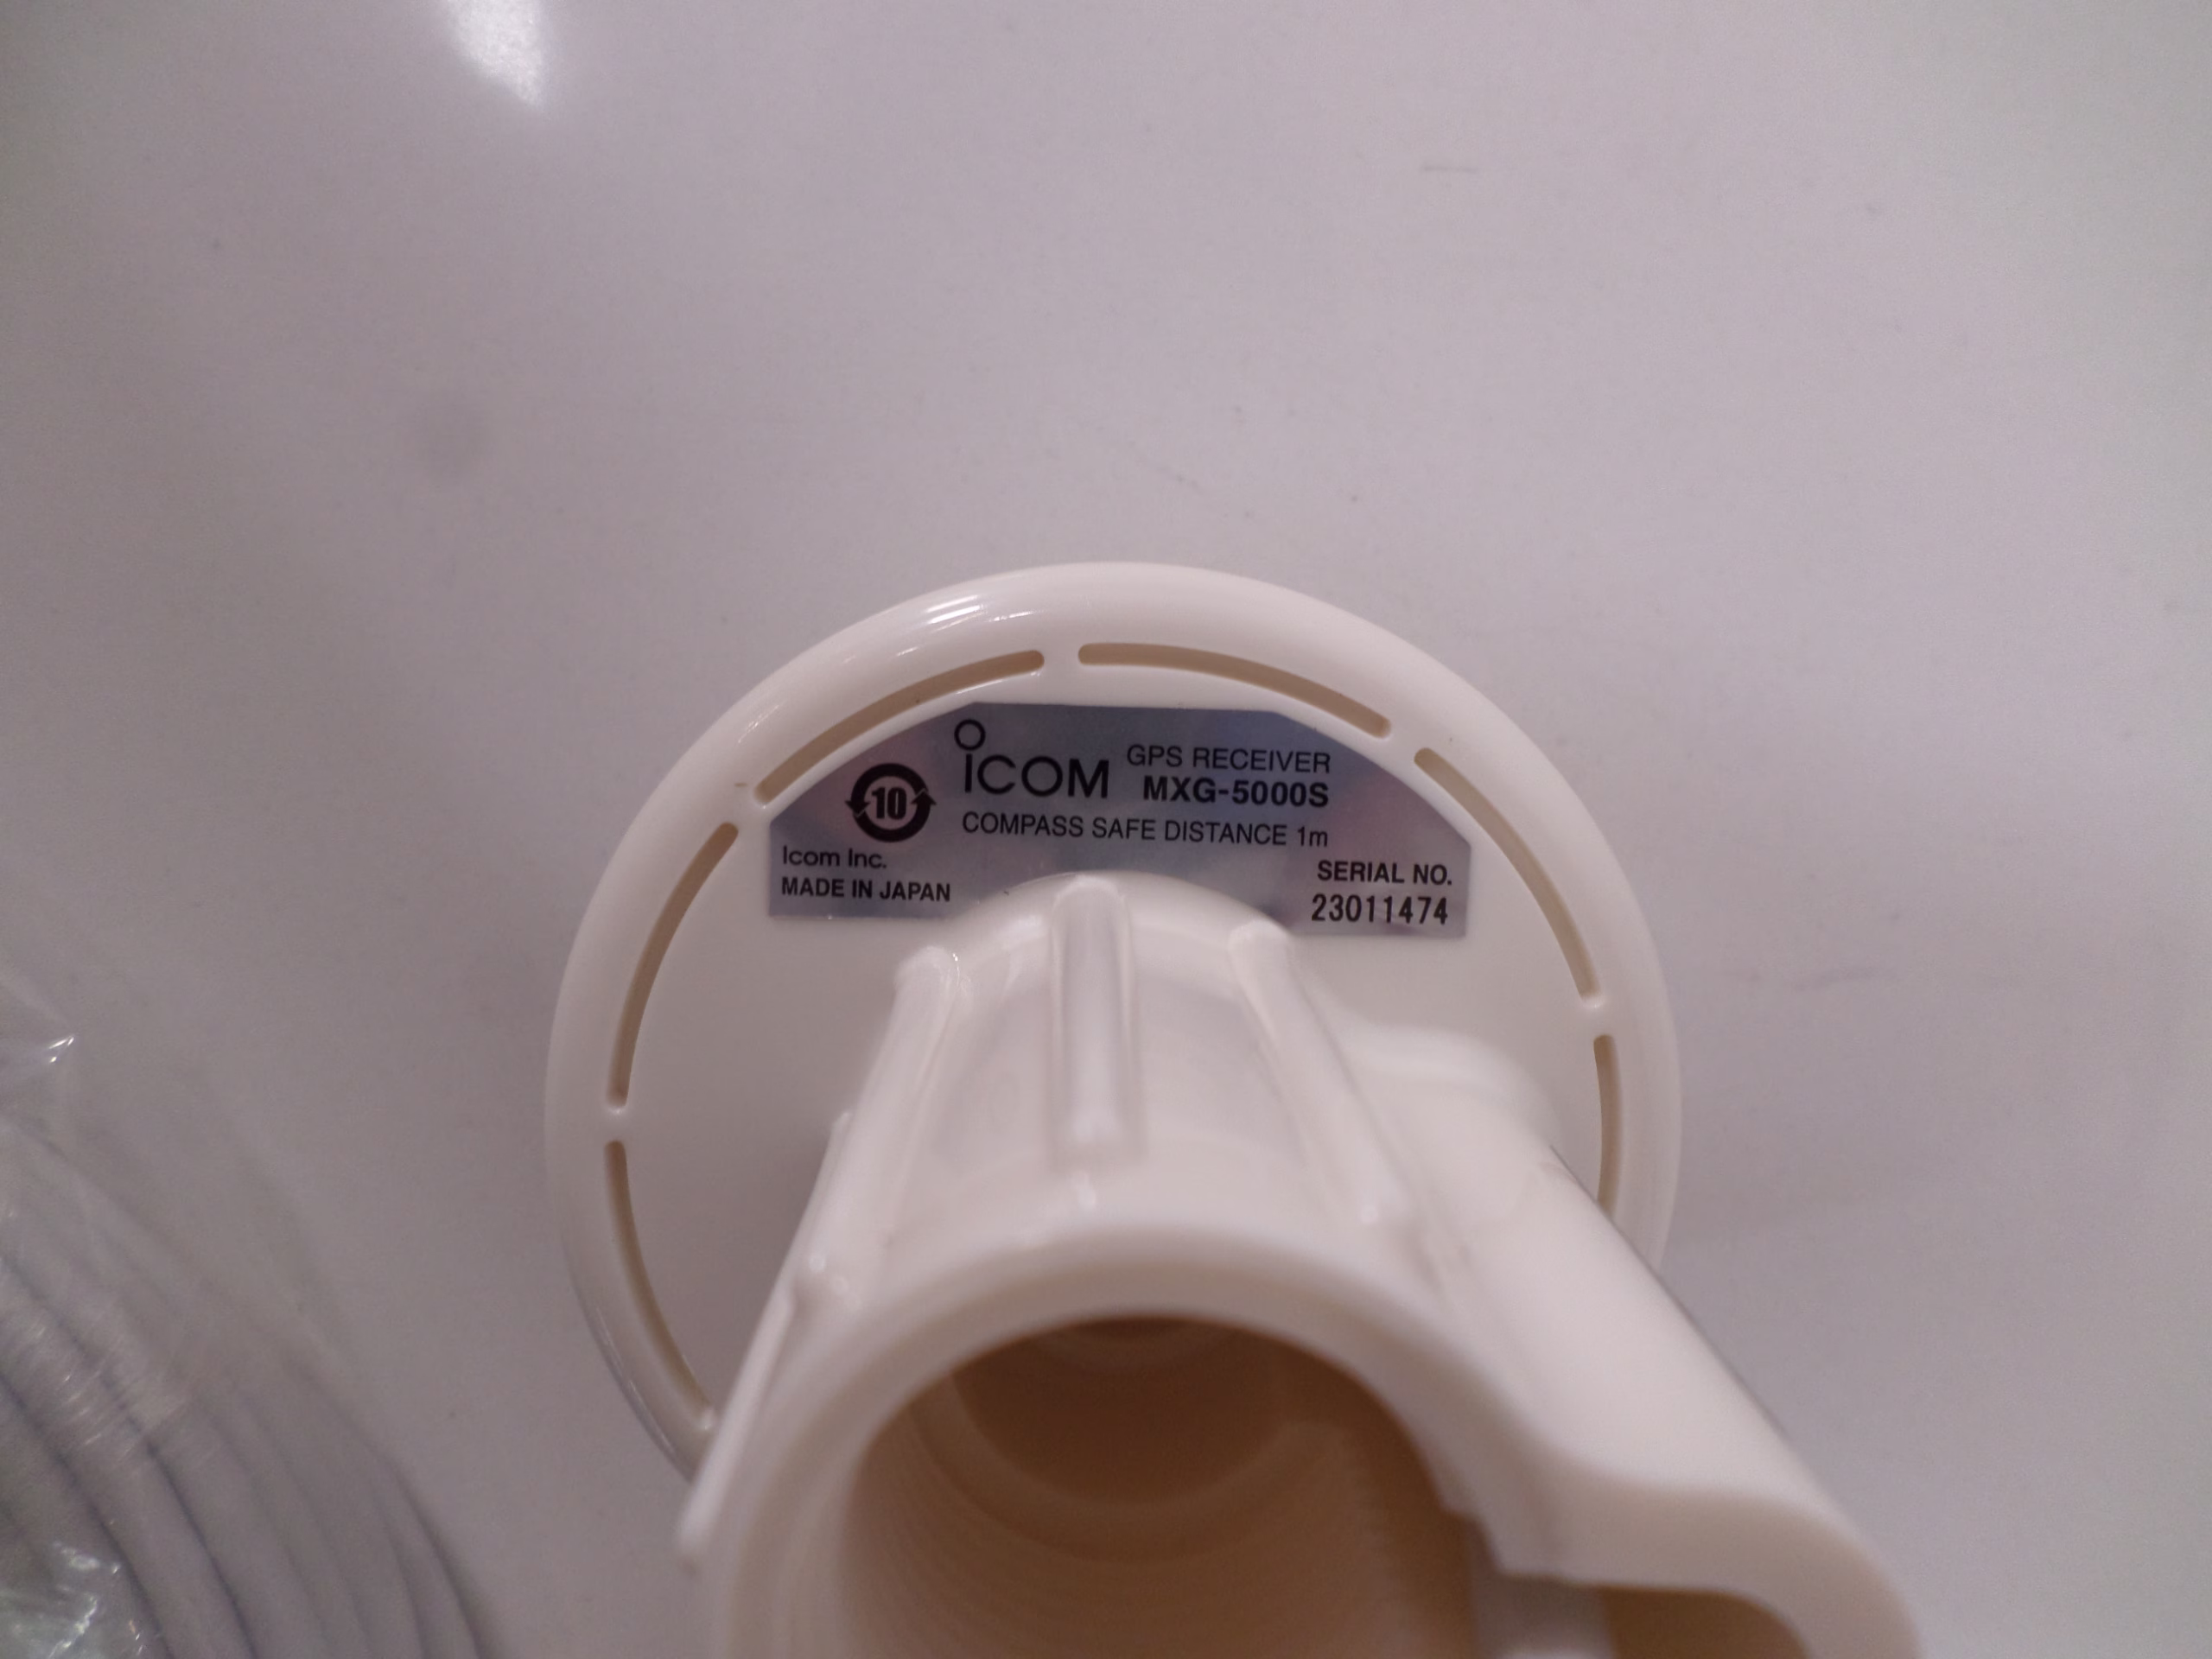 ICOM GPS RECEIVER
MXG-5000S
10
COMPASS SAFE DISTANCE 1m
Icom Inc.
MADE IN JAPAN
SERIAL NO.
23011474